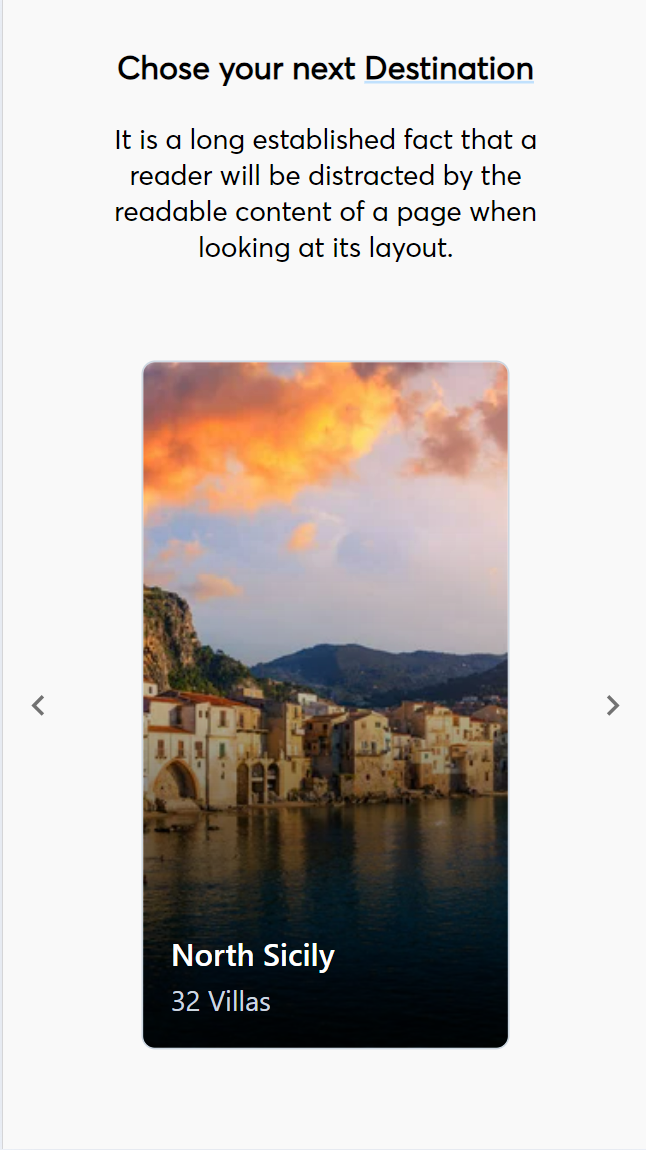 Chose your next Destination
It is a long established fact that a
reader will be distracted by the
readable content of a page when
looking at its layout.
North Sicily
32 Villas